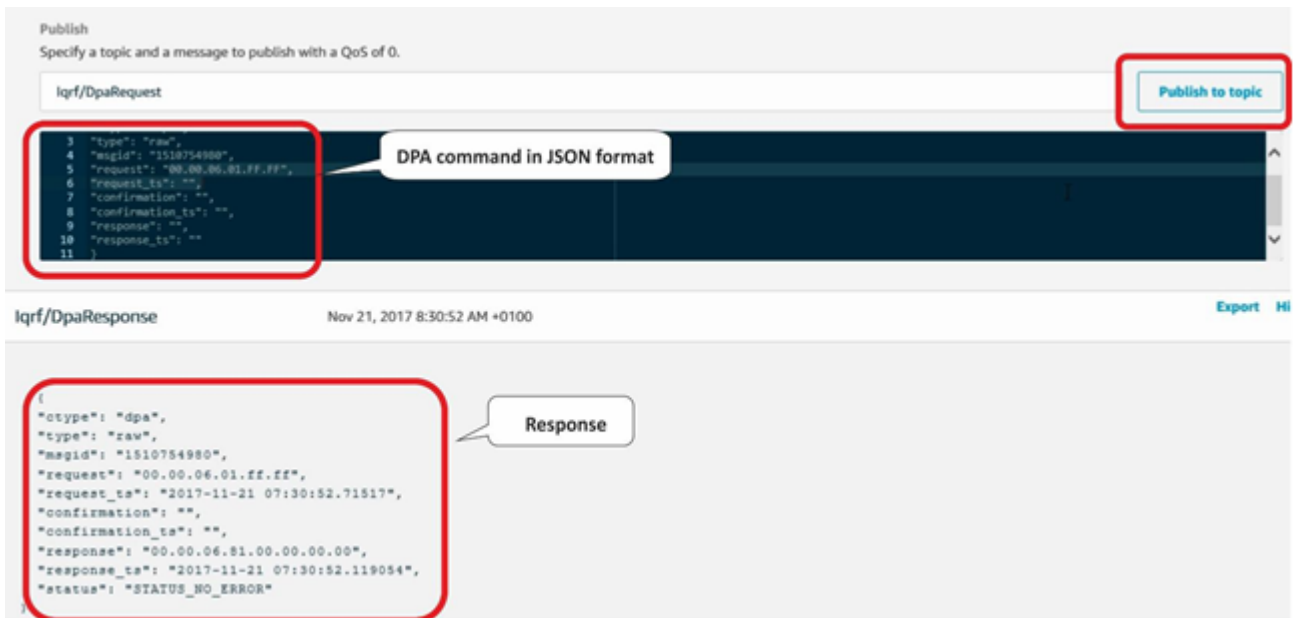 Publish
Specify a topic and a message to publish with a QoS of 0.
Iqrf/DpaRequest
Publish to topic
3 "type": "raw",
4 "msgid": "1510754980",
5 "request": "00.00.06.01.FF.FF",
6 "request_ts": "",
7 "confirmation": "",
8 "confirmation_ts": "",
9 "response": "",
10 "response_ts": ""
11 }
DPA command in JSON format
Iqrf/DpaResponse
Nov 21, 2017 8:30:52 AM +0100
Export Hi
{
"ctype": "dpa",
"type": "raw",
"msgid": "1510754980",
"request": "00.00.06.01.ff.ff",
"request_ts": "2017-11-21 07:30:52.71517",
"confirmation": "",
"confirmation_ts": "",
"response": "00.00.06.81.00.00.00.00",
"response_ts": "2017-11-21 07:30:52.119054",
"status": "STATUS_NO_ERROR"
}
Response